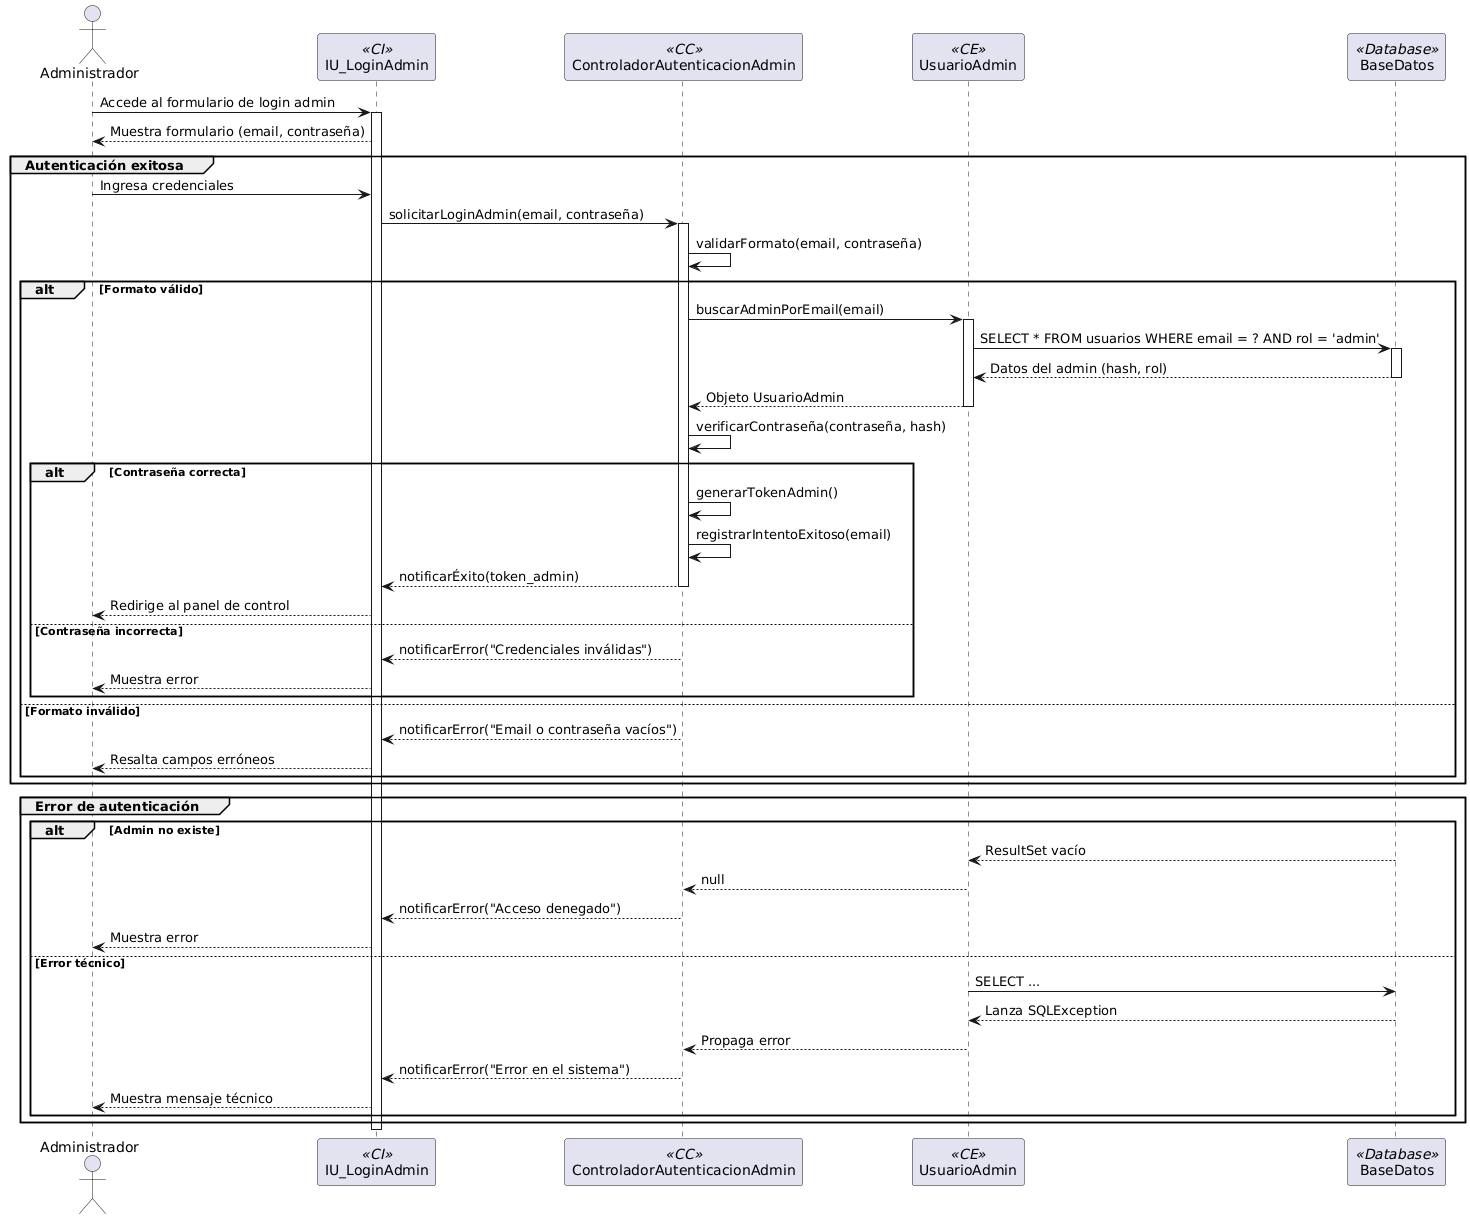 Administrador
«CI»
IU_LoginAdmin
«CC»
ControladorAutenticacionAdmin
«CE»
UsuarioAdmin
«Database»
BaseDatos
Accede al formulario de login admin
Muestra formulario (email, contraseña)
Autenticación exitosa
Ingresa credenciales
solicitarLoginAdmin(email, contraseña)
validarFormato(email, contraseña)
alt [Formato válido]
buscarAdminPorEmail(email)
SELECT * FROM usuarios WHERE email = ? AND rol = 'admin'
Datos del admin (hash, rol)
Objeto UsuarioAdmin
verificarContraseña(contraseña, hash)
alt [Contraseña correcta]
generarTokenAdmin()
registrarIntentoExitoso(email)
notificarÉxito(token_admin)
Redirige al panel de control
[Contraseña incorrecta]
notificarError("Credenciales inválidas")
Muestra error
[Formato inválido]
notificarError("Email o contraseña vacíos")
Resalta campos erróneos
Error de autenticación
alt [Admin no existe]
ResultSet vacío
null
notificarError("Acceso denegado")
Muestra error
[Error técnico]
SELECT ...
Lanza SQLException
Propaga error
notificarError("Error en el sistema")
Muestra mensaje técnico
Administrador
«CI»
IU_LoginAdmin
«CC»
ControladorAutenticacionAdmin
«CE»
UsuarioAdmin
«Database»
BaseDatos